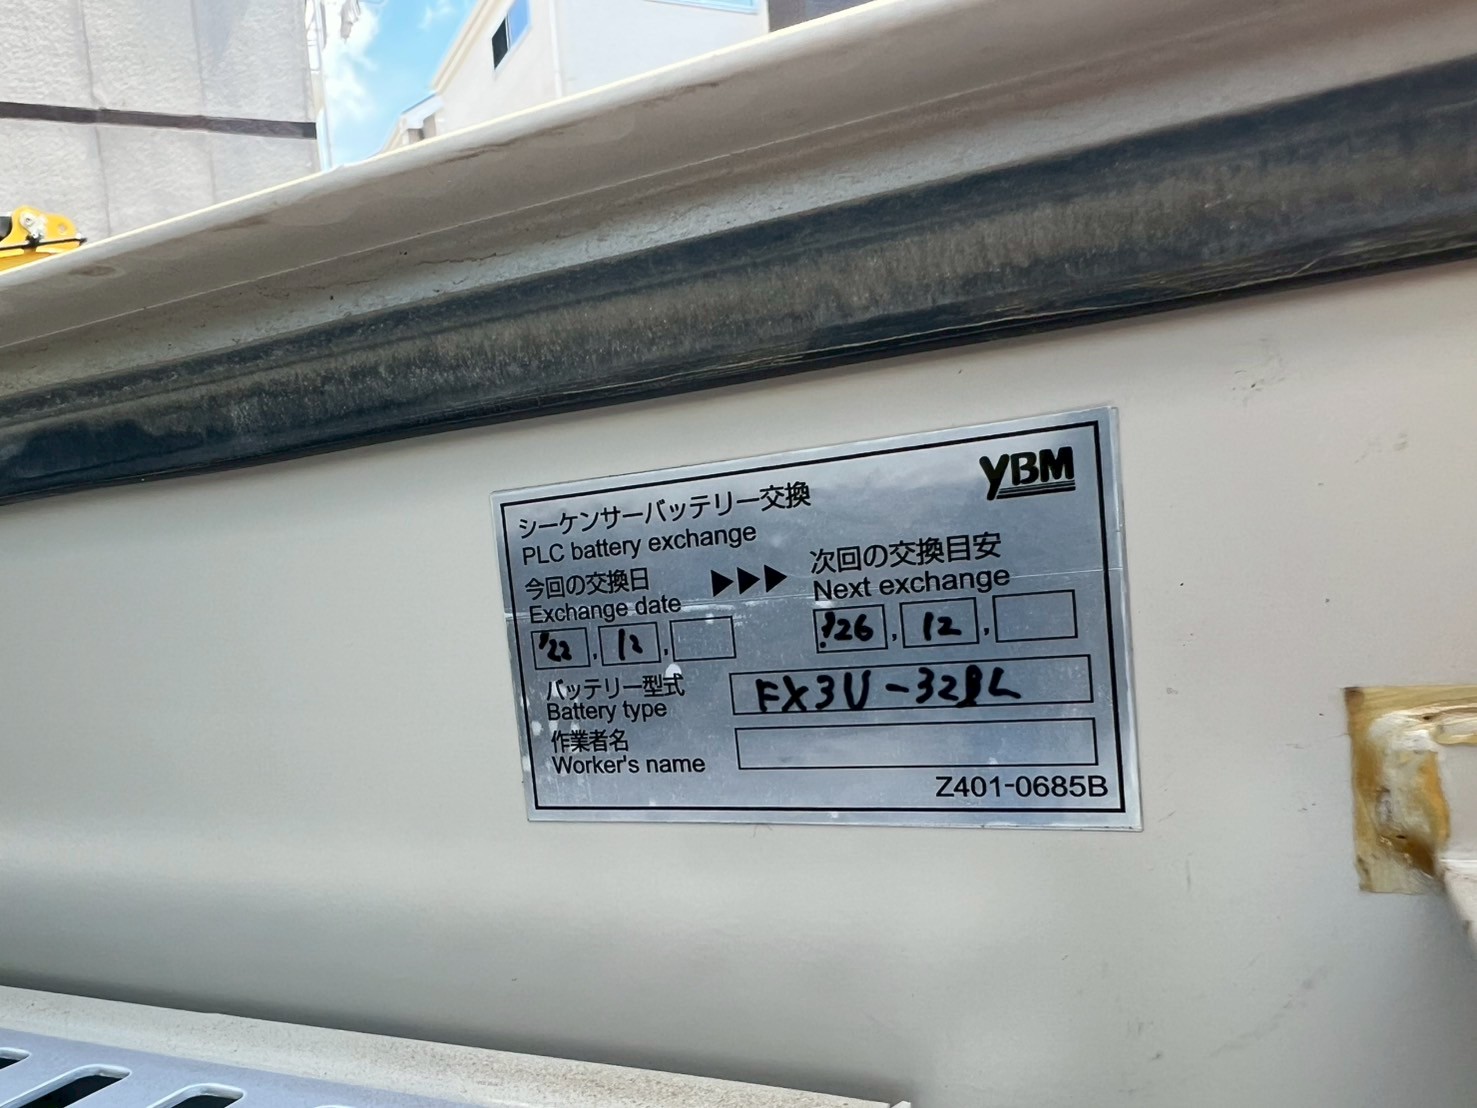 YBM
シーケンサーバッテリー交換
PLC battery exchange
今回の交換日 ▶▶▶ 次回の交換目安
Exchange date Next exchange
'22. 12. '26. 12.
バッテリー型式
Battery type FX3U-32BL
作業者名
Worker's name
Z401-0685B